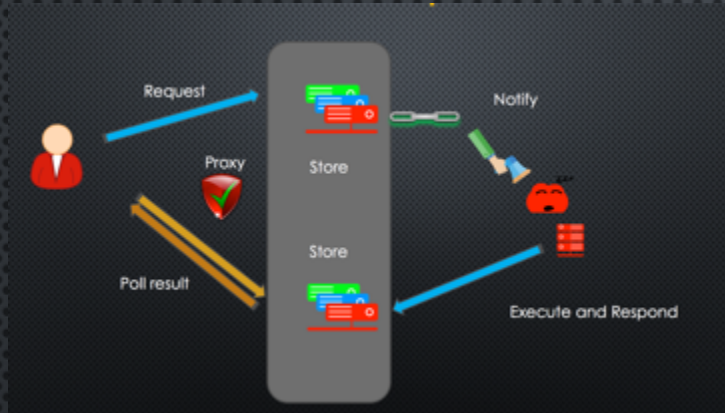 Request
Notify
Proxy
Store
Store
Poll result
Execute and Respond